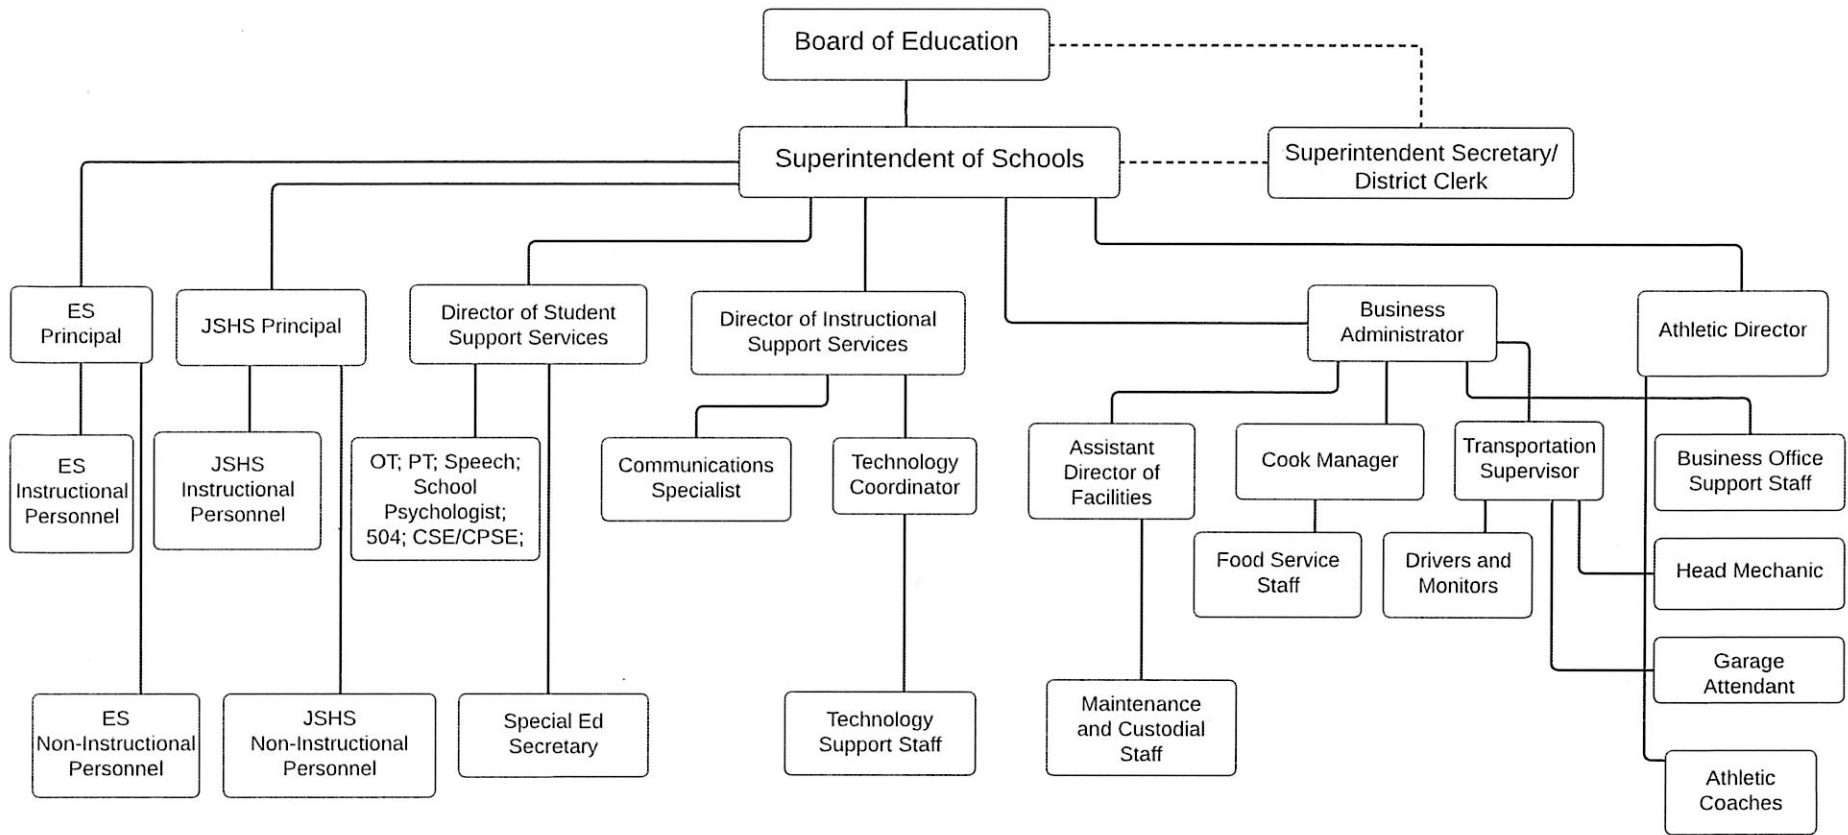 Board of Education
Superintendent of Schools
Superintendent Secretary/
District Clerk
ES
Principal
JSHS Principal
Director of Student
Support Services
Director of Instructional
Support Services
Business
Administrator
Athletic Director
ES
Instructional
Personnel
JSHS
Instructional
Personnel
OT; PT; Speech;
School
Psychologist;
504; CSE/CPSE;
Communications
Specialist
Technology
Coordinator
Assistant
Director of
Facilities
Cook Manager
Transportation
Supervisor
Business Office
Support Staff
Food Service
Staff
Drivers and
Monitors
Head Mechanic
Garage
Attendant
ES
Non-Instructional
Personnel
JSHS
Non-Instructional
Personnel
Special Ed
Secretary
Technology
Support Staff
Maintenance
and Custodial
Staff
Athletic
Coaches